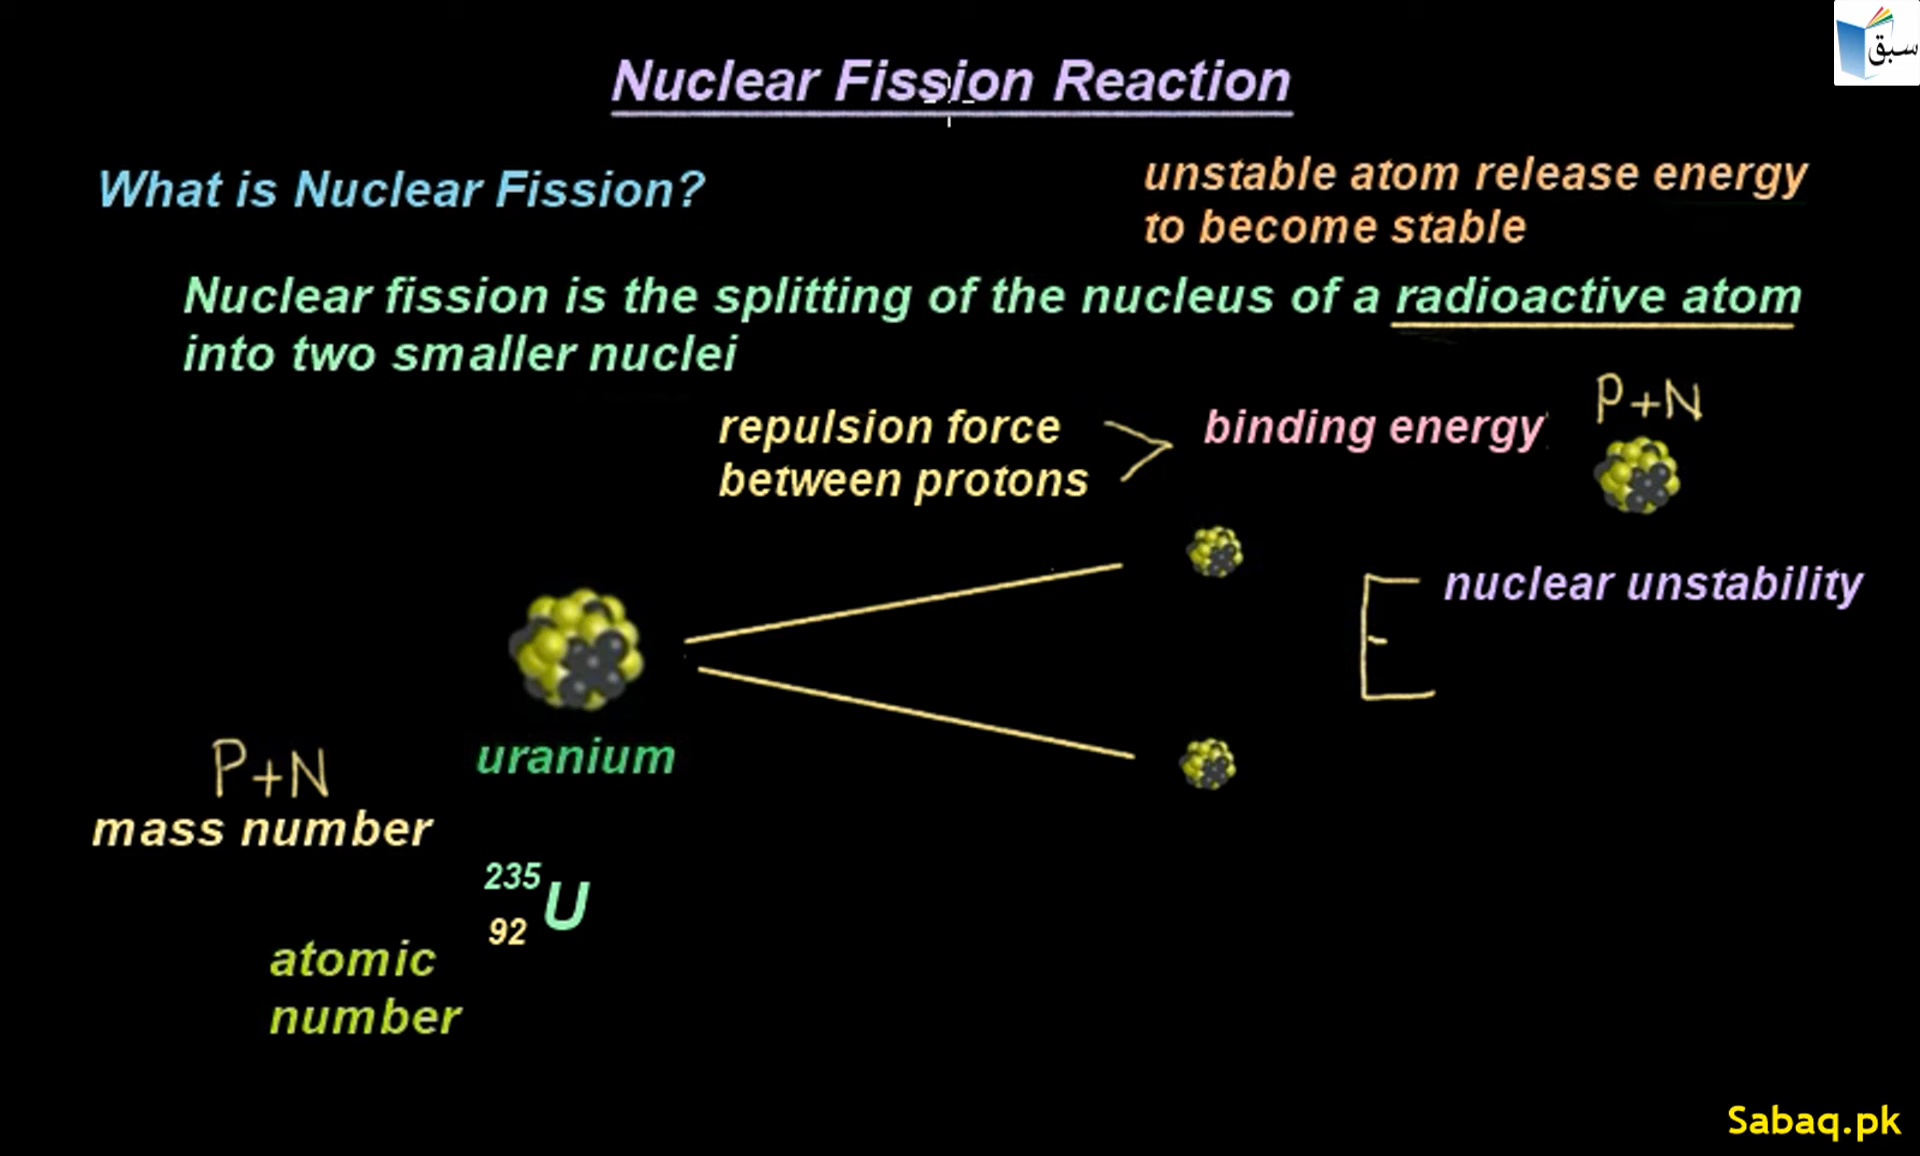 سبق
Nuclear Fission Reaction
What is Nuclear Fission?
unstable atom release energy
to become stable
Nuclear fission is the splitting of the nucleus of a radioactive atom
into two smaller nuclei
repulsion force
between protons
>
binding energy
P+N
nuclear unstability
E
uranium
P+N
mass number
235
92
U
atomic
number
Sabaq.pk